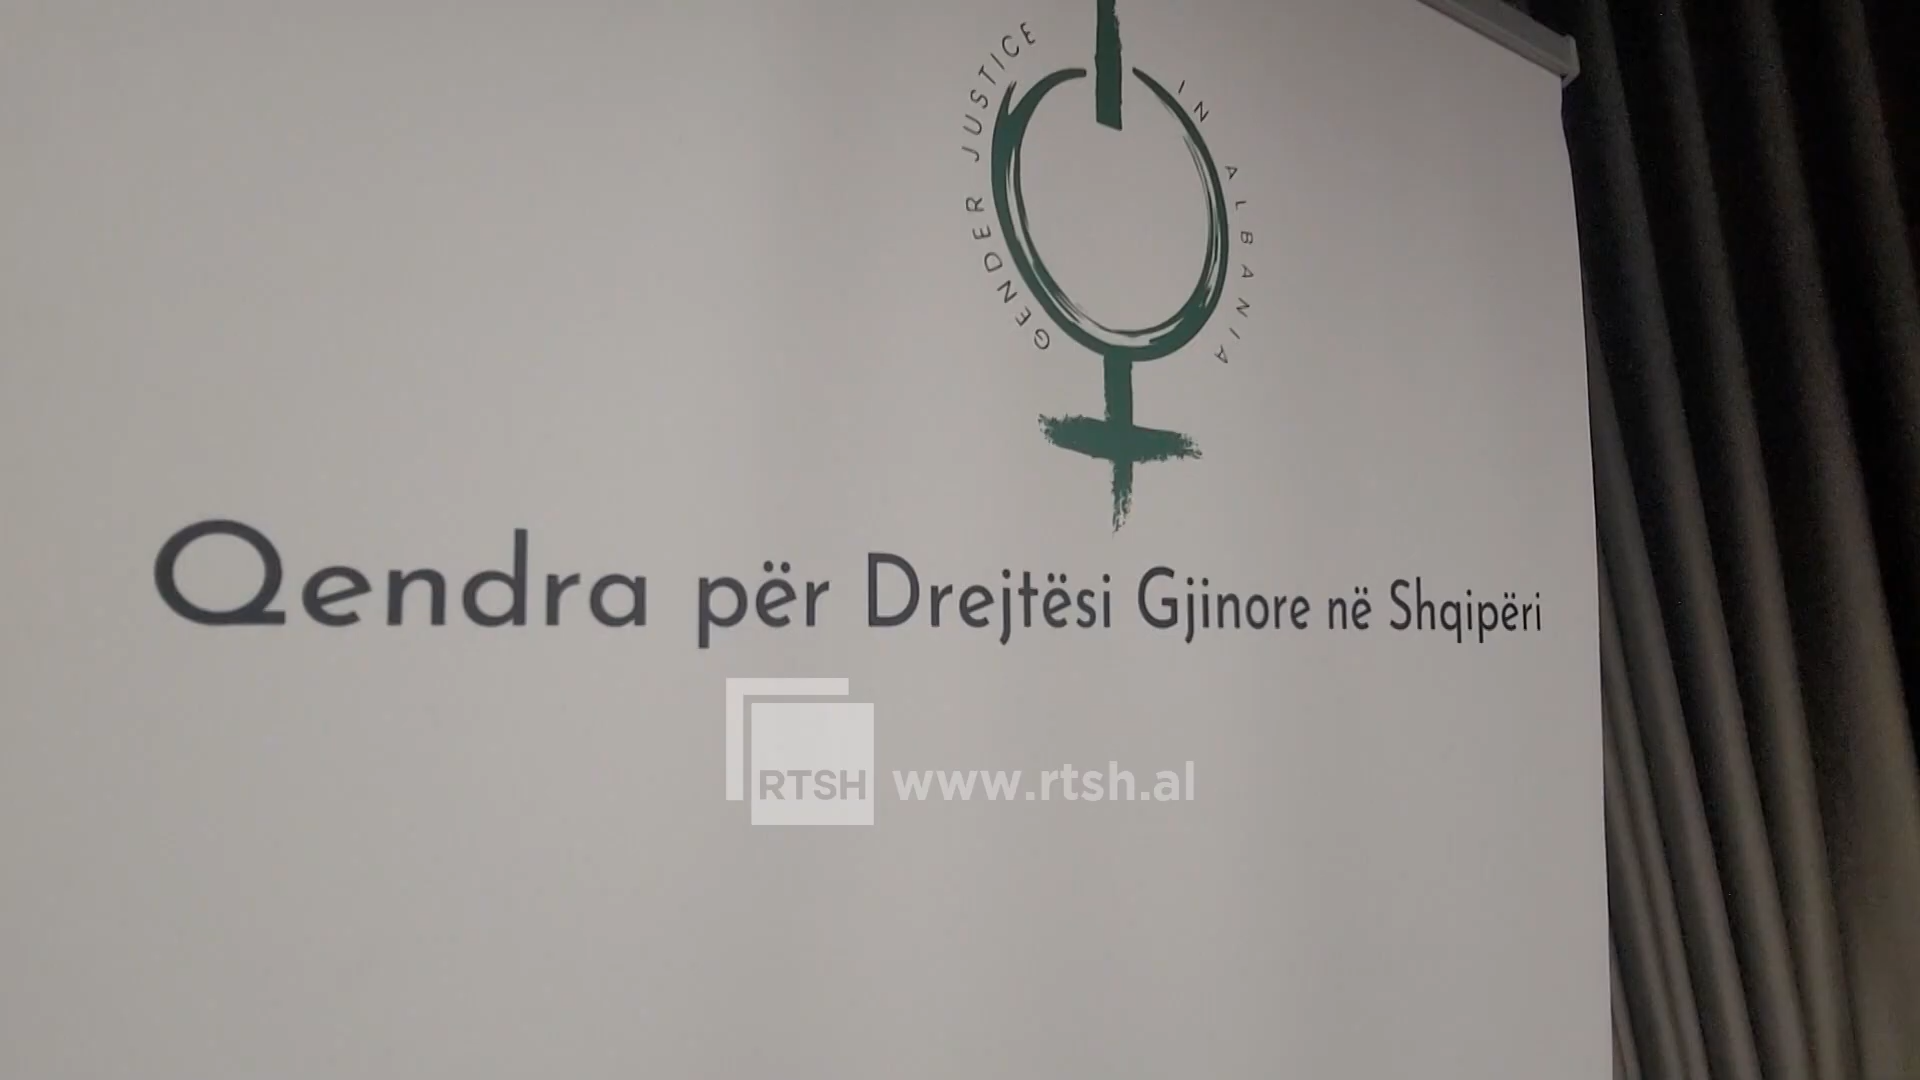 GENDER JUSTICE IN ALBANIA
Qendra për Drejtësi Gjinore në Shqipëri
RTSH www.rtsh.al